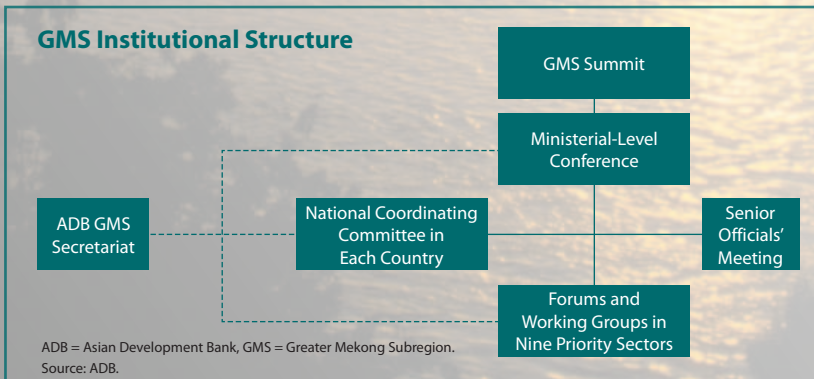 GMS Institutional Structure
GMS Summit
Ministerial-Level
Conference
ADB GMS
Secretariat
National Coordinating
Committee in
Each Country
Senior
Officials’
Meeting
Forums and
Working Groups in
Nine Priority Sectors
ADB = Asian Development Bank, GMS = Greater Mekong Subregion.
Source: ADB.